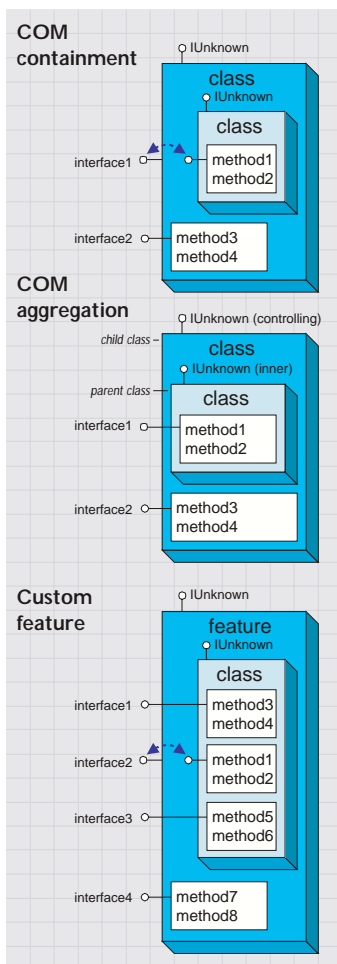 COM
containment
IUnknown
class
IUnknown
class
interface1
method1
method2
interface2
method3
method4
COM
aggregation
IUnknown (controlling)
child class
class
IUnknown (inner)
parent class
class
interface1
method1
method2
interface2
method3
method4
Custom
feature
IUnknown
feature
IUnknown
class
interface1
method3
method4
interface2
method1
method2
interface3
method5
method6
interface4
method7
method8